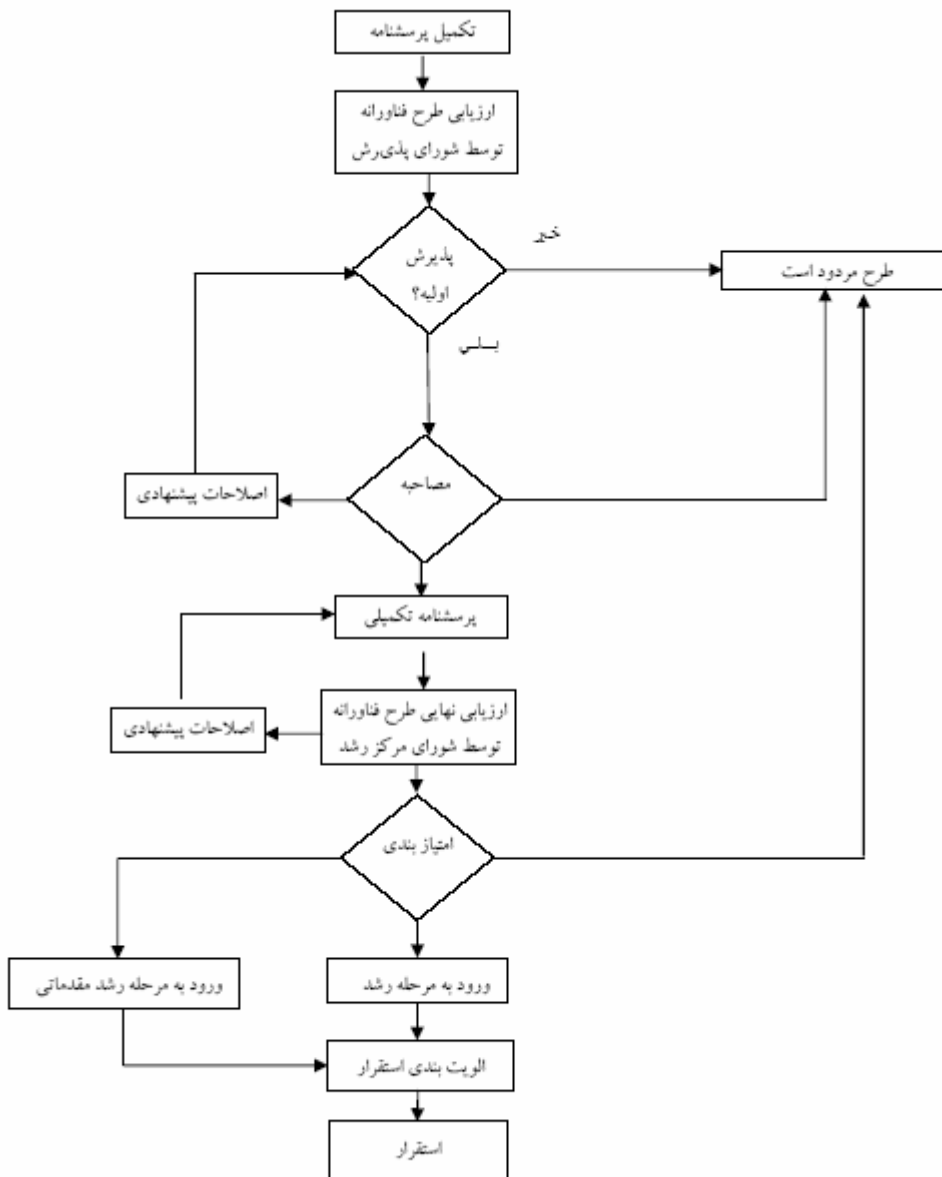 تکمیل پرسشنامه
ارزیابی طرح فناورانه
توسط شورای پذی‌رش
پذیرش
اولیه؟
خیر
طرح مردود است
بلی
مصاحبه
اصلاحات پیشنهادی
پرسشنامه تکمیلی
ارزیابی نهایی طرح فناورانه
توسط شورای مرکز رشد
اصلاحات پیشنهادی
امتیاز بندی
ورود به مرحله رشد
ورود به مرحله رشد مقدماتی
الویت بندی استقرار
استقرار